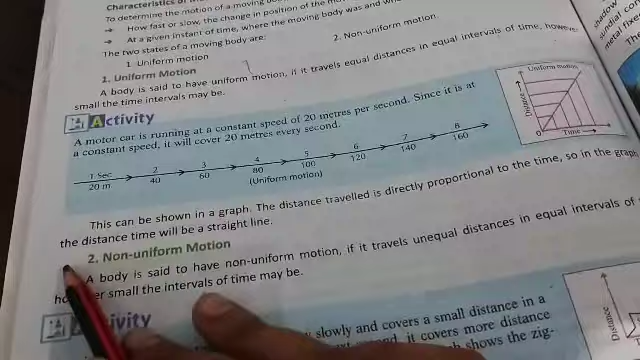 Characteristics of
To determine the motion of a moving body
How fast or slow, the change in position of the
At a given instant of time, where the moving body was and
The two states of a moving body are:
1. Uniform motion 2. Non-uniform motion
1. Uniform Motion
A body is said to have uniform motion, if it travels equal distances in equal intervals of time, however
small the time intervals may be.
Activity
A motor car is running at a constant speed of 20 metres per second. Since it is at
a constant speed, it will cover 20 metres every second.
1 Sec 2 3 4 5 6 7 8
20 m 40 60 80 100 120 140 160
(Uniform motion)
Uniform motion
Distance
O Time
This can be shown in a graph. The distance travelled is directly proportional to the time, so in the graph
the distance time will be a straight line.
2. Non-uniform Motion
A body is said to have non-uniform motion, if it travels unequal distances in equal intervals of
small the intervals of time may be.
slowly and covers a small distance in a
it covers more distance
shows the zig-
Distance
shadow
sundial con
metal fixe
The